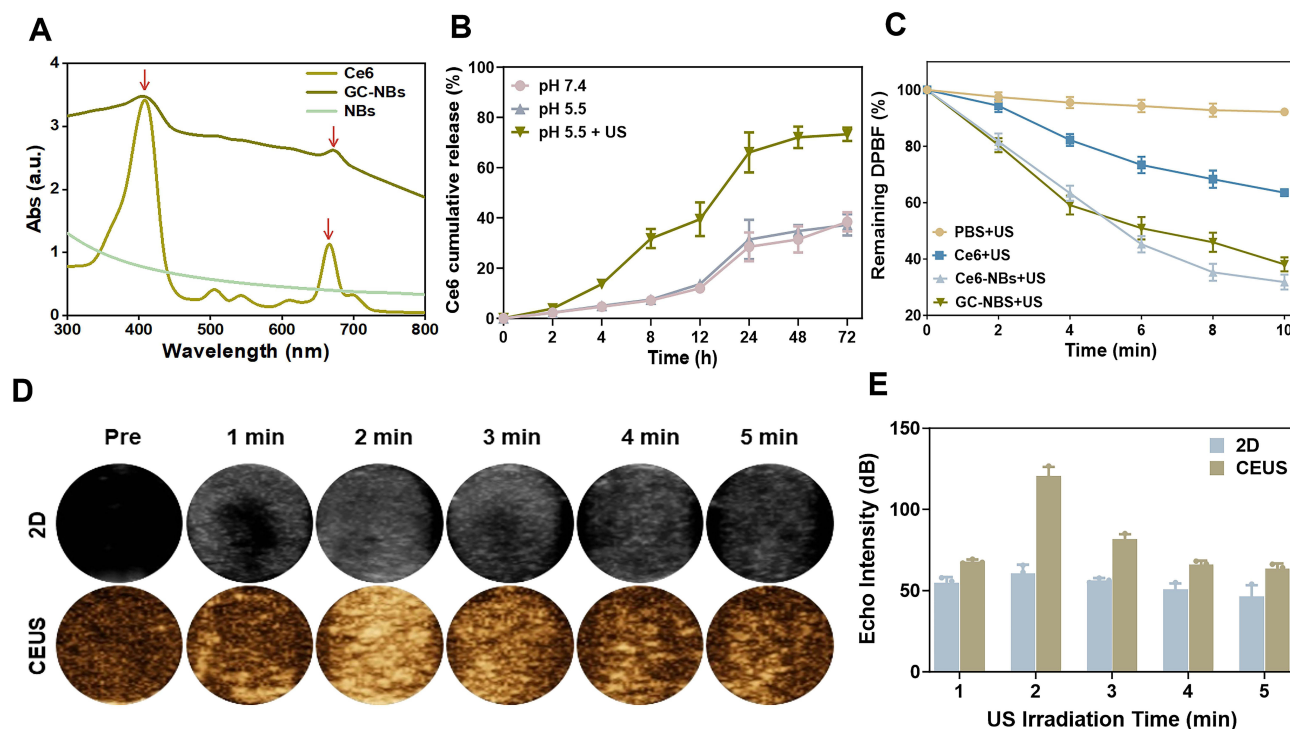 A
Abs (a.u.)
4
3
2
1
0
300
400
500
600
700
800
Wavelength (nm)
Ce6
GC-NBs
NBs
B
Ce6 cumulative release (%)
100
80
60
40
20
0
0
2
4
8
12
24
48
72
Time (h)
pH 7.4
pH 5.5
pH 5.5 + US
C
Remaining DPBF (%)
100
80
60
40
20
0
2
4
6
8
10
Time (min)
PBS+US
Ce6+US
Ce6-NBs+US
GC-NBS+US
D
Pre
1 min
2 min
3 min
4 min
5 min
2D
CEUS
E
Echo Intensity (dB)
150
100
50
0
1
2
3
4
5
US Irradiation Time (min)
2D
CEUS